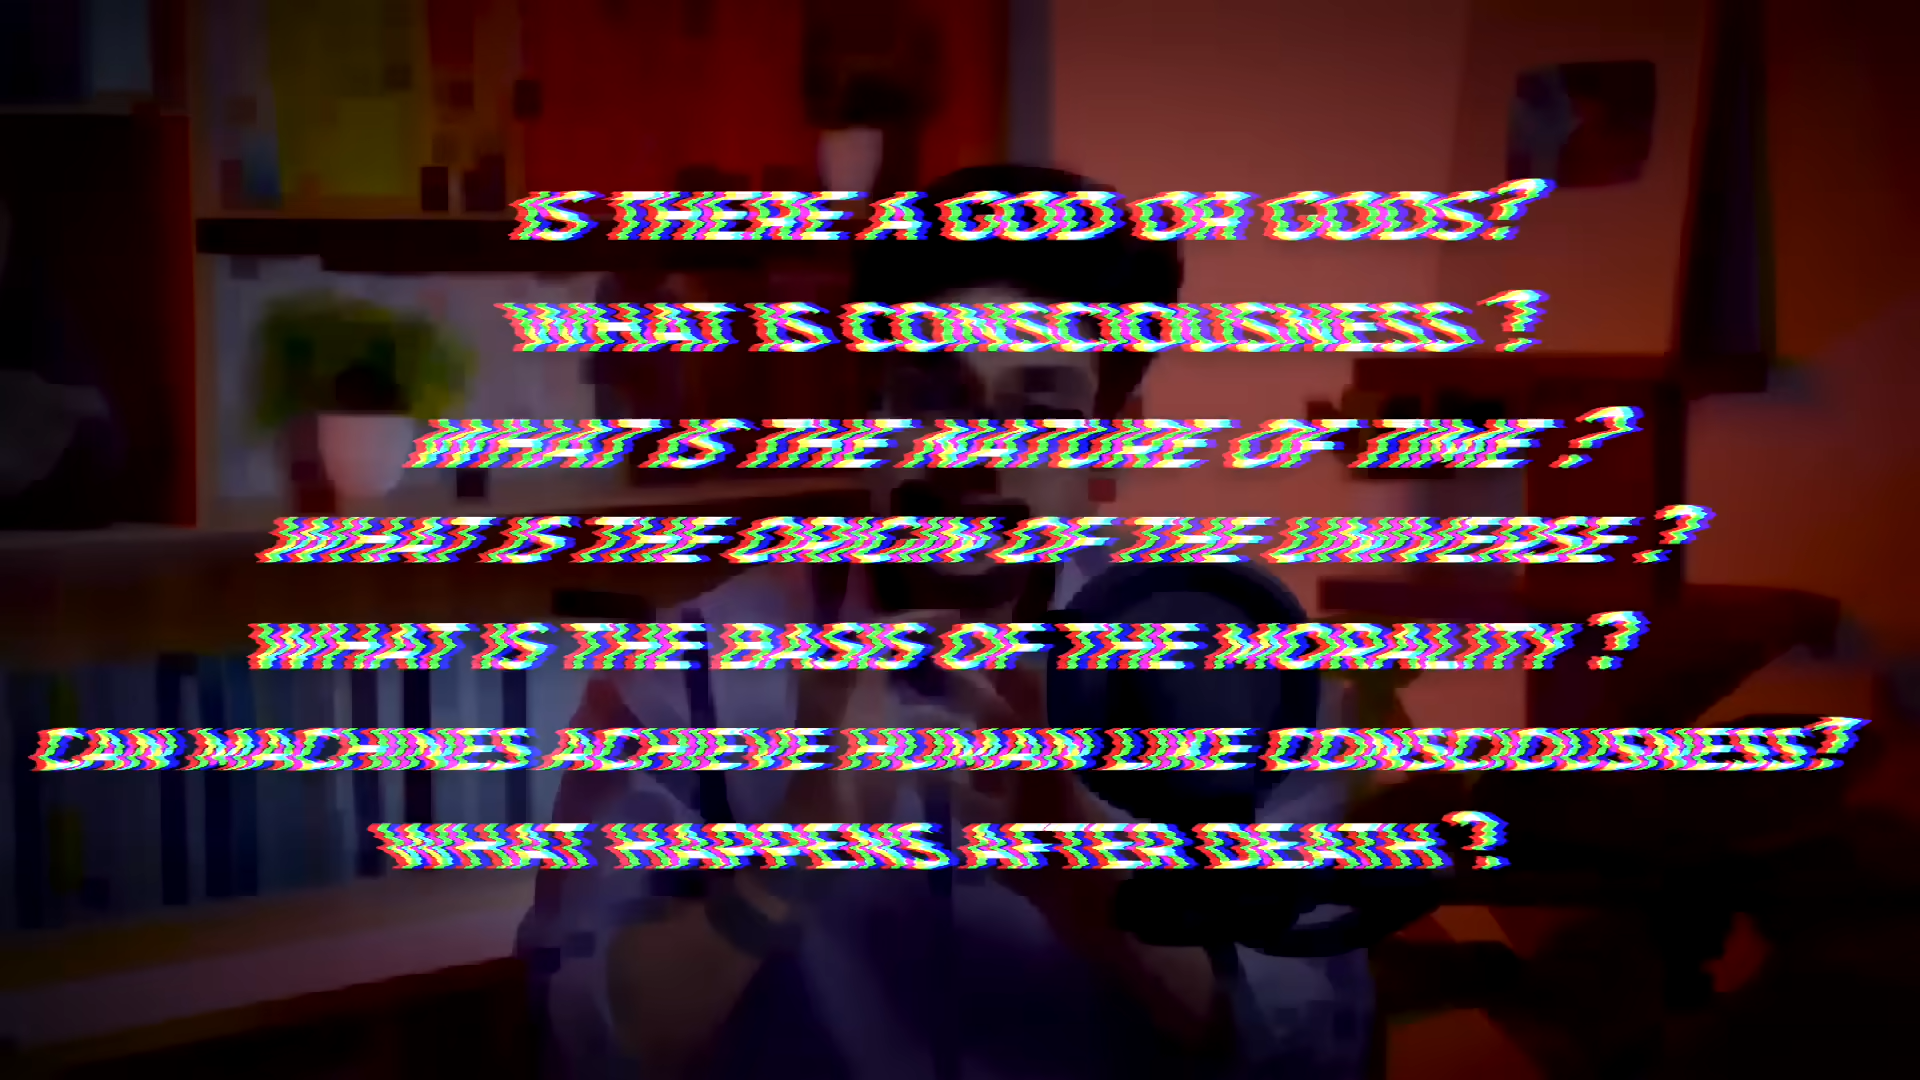 IS THERE A GOD OR GODS?
WHAT IS CONSCIOUSNESS ?
WHAT IS THE NATURE OF TIME ?
WHAT IS THE ORIGIN OF THE UNIVERSE ?
WHAT IS THE BASIS OF THE MORALITY ?
CAN MACHINES ACHIEVE HUMAN LIKE CONSCIOUSNESS?
WHAT HAPPENS AFTER DEATH ?